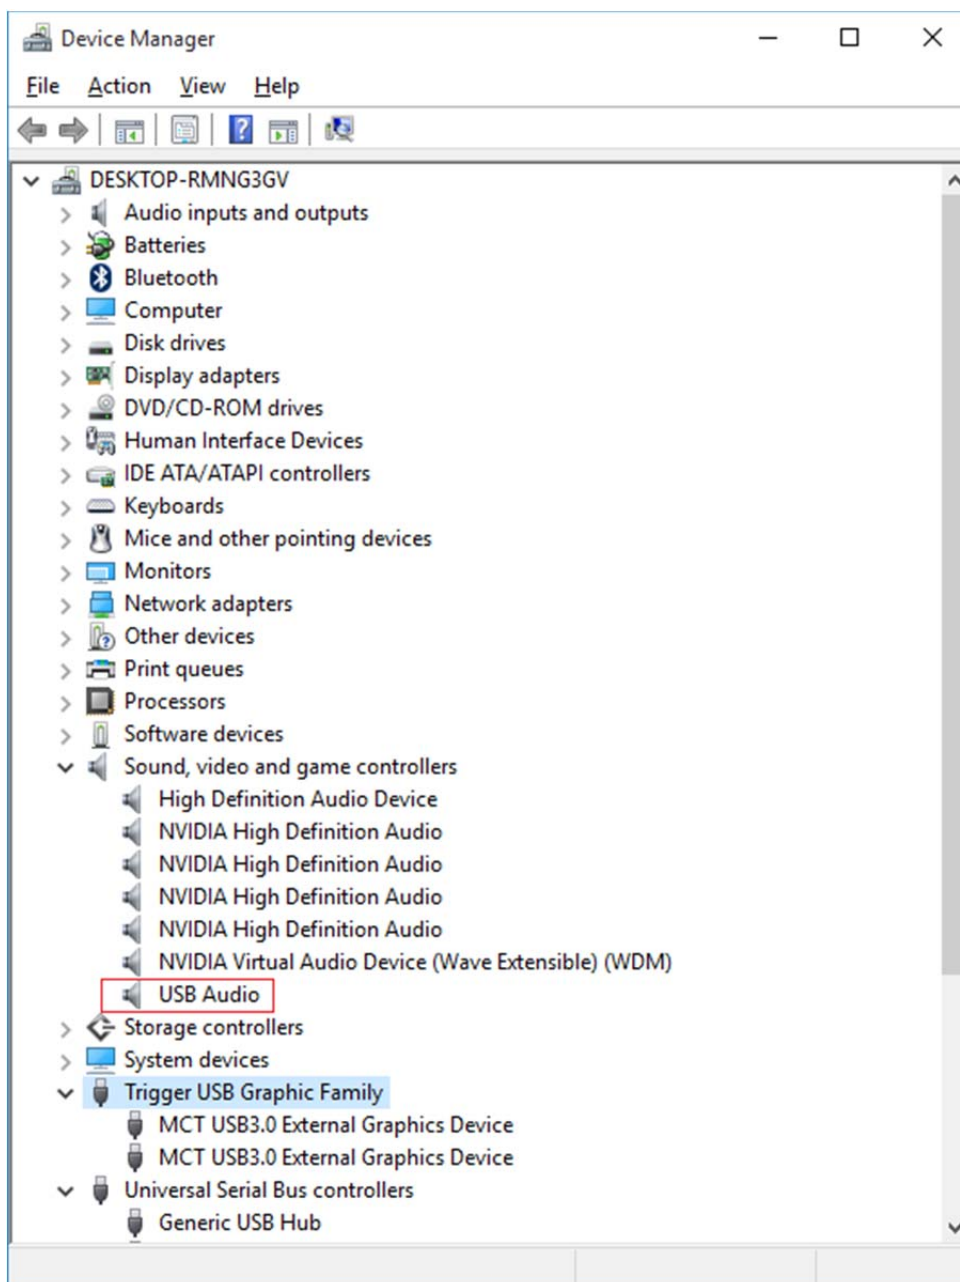 Device Manager
File Action View Help
DESKTOP-RMNG3GV
Audio inputs and outputs
Batteries
Bluetooth
Computer
Disk drives
Display adapters
DVD/CD-ROM drives
Human Interface Devices
IDE ATA/ATAPI controllers
Keyboards
Mice and other pointing devices
Monitors
Network adapters
Other devices
Print queues
Processors
Software devices
Sound, video and game controllers
High Definition Audio Device
NVIDIA High Definition Audio
NVIDIA High Definition Audio
NVIDIA High Definition Audio
NVIDIA High Definition Audio
NVIDIA Virtual Audio Device (Wave Extensible) (WDM)
USB Audio
Storage controllers
System devices
Trigger USB Graphic Family
MCT USB3.0 External Graphics Device
MCT USB3.0 External Graphics Device
Universal Serial Bus controllers
Generic USB Hub